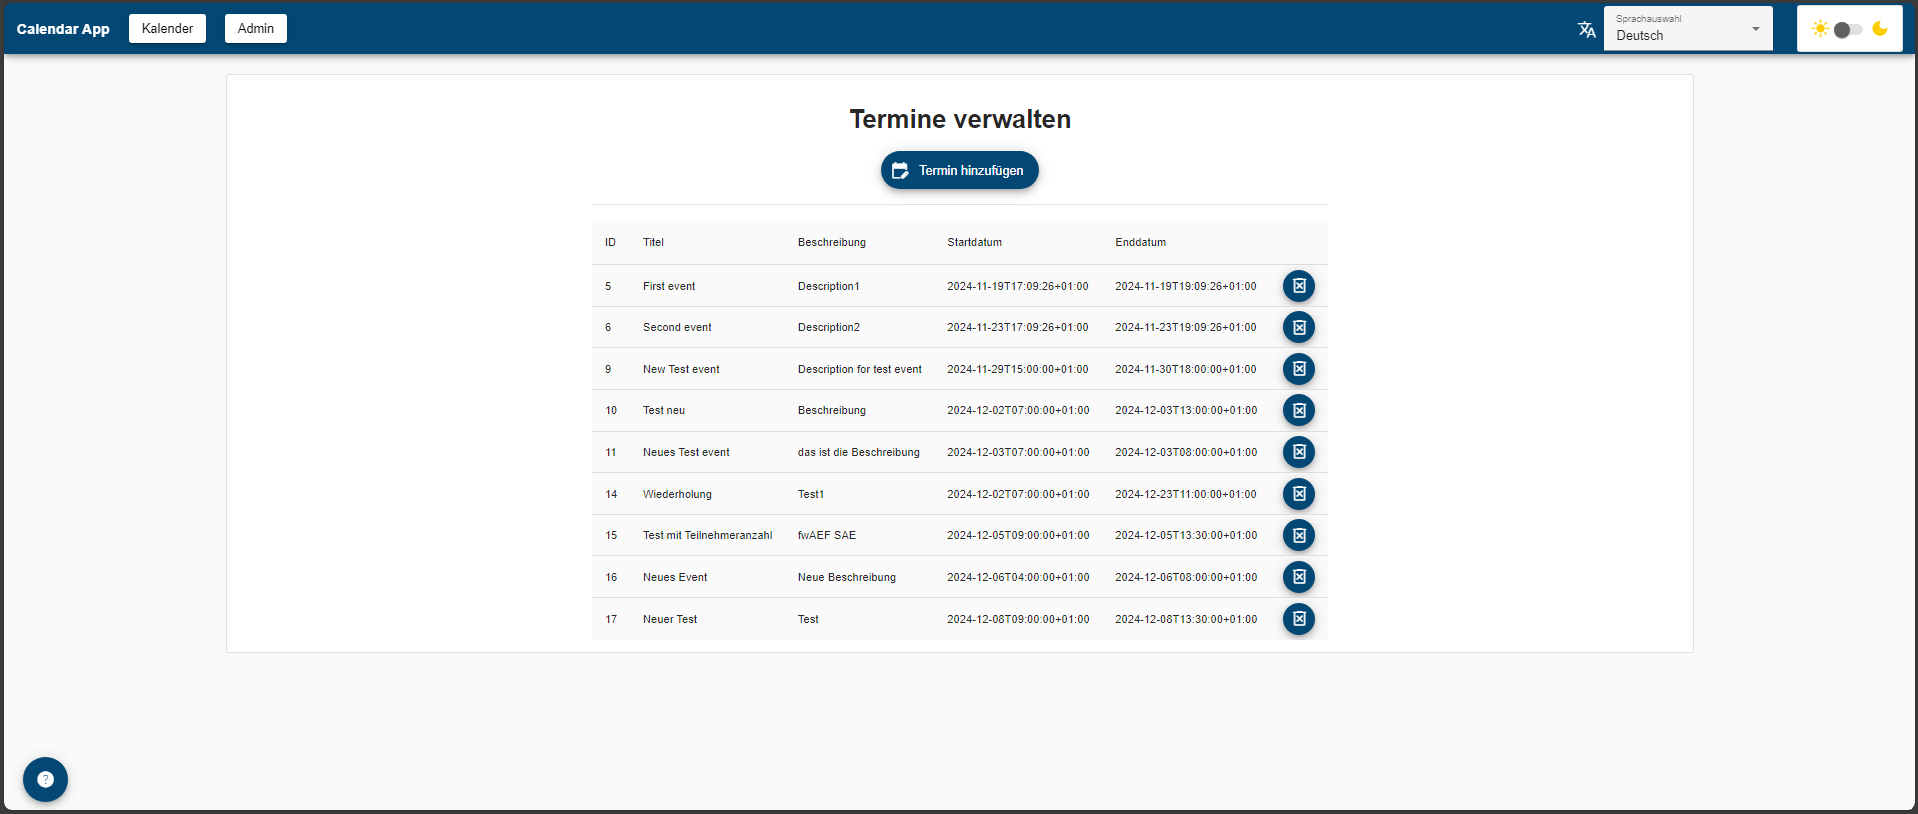 Calendar App Kalender Admin Sprachauswahl Deutsch
Termine verwalten
Termin hinzufügen
ID Titel Beschreibung Startdatum Enddatum
5 First event Description1 2024-11-19T17:09:26+01:00 2024-11-19T19:09:26+01:00
6 Second event Description2 2024-11-23T17:09:26+01:00 2024-11-23T19:09:26+01:00
9 New Test event Description for test event 2024-11-29T15:00:00+01:00 2024-11-30T18:00:00+01:00
10 Test neu Beschreibung 2024-12-02T07:00:00+01:00 2024-12-03T13:00:00+01:00
11 Neues Test event das ist die Beschreibung 2024-12-03T07:00:00+01:00 2024-12-03T08:00:00+01:00
14 Wiederholung Test1 2024-12-02T07:00:00+01:00 2024-12-23T11:00:00+01:00
15 Test mit Teilnehmeranzahl fwAEF SAE 2024-12-05T09:00:00+01:00 2024-12-05T13:30:00+01:00
16 Neues Event Neue Beschreibung 2024-12-06T04:00:00+01:00 2024-12-06T08:00:00+01:00
17 Neuer Test Test 2024-12-08T09:00:00+01:00 2024-12-08T13:30:00+01:00
?